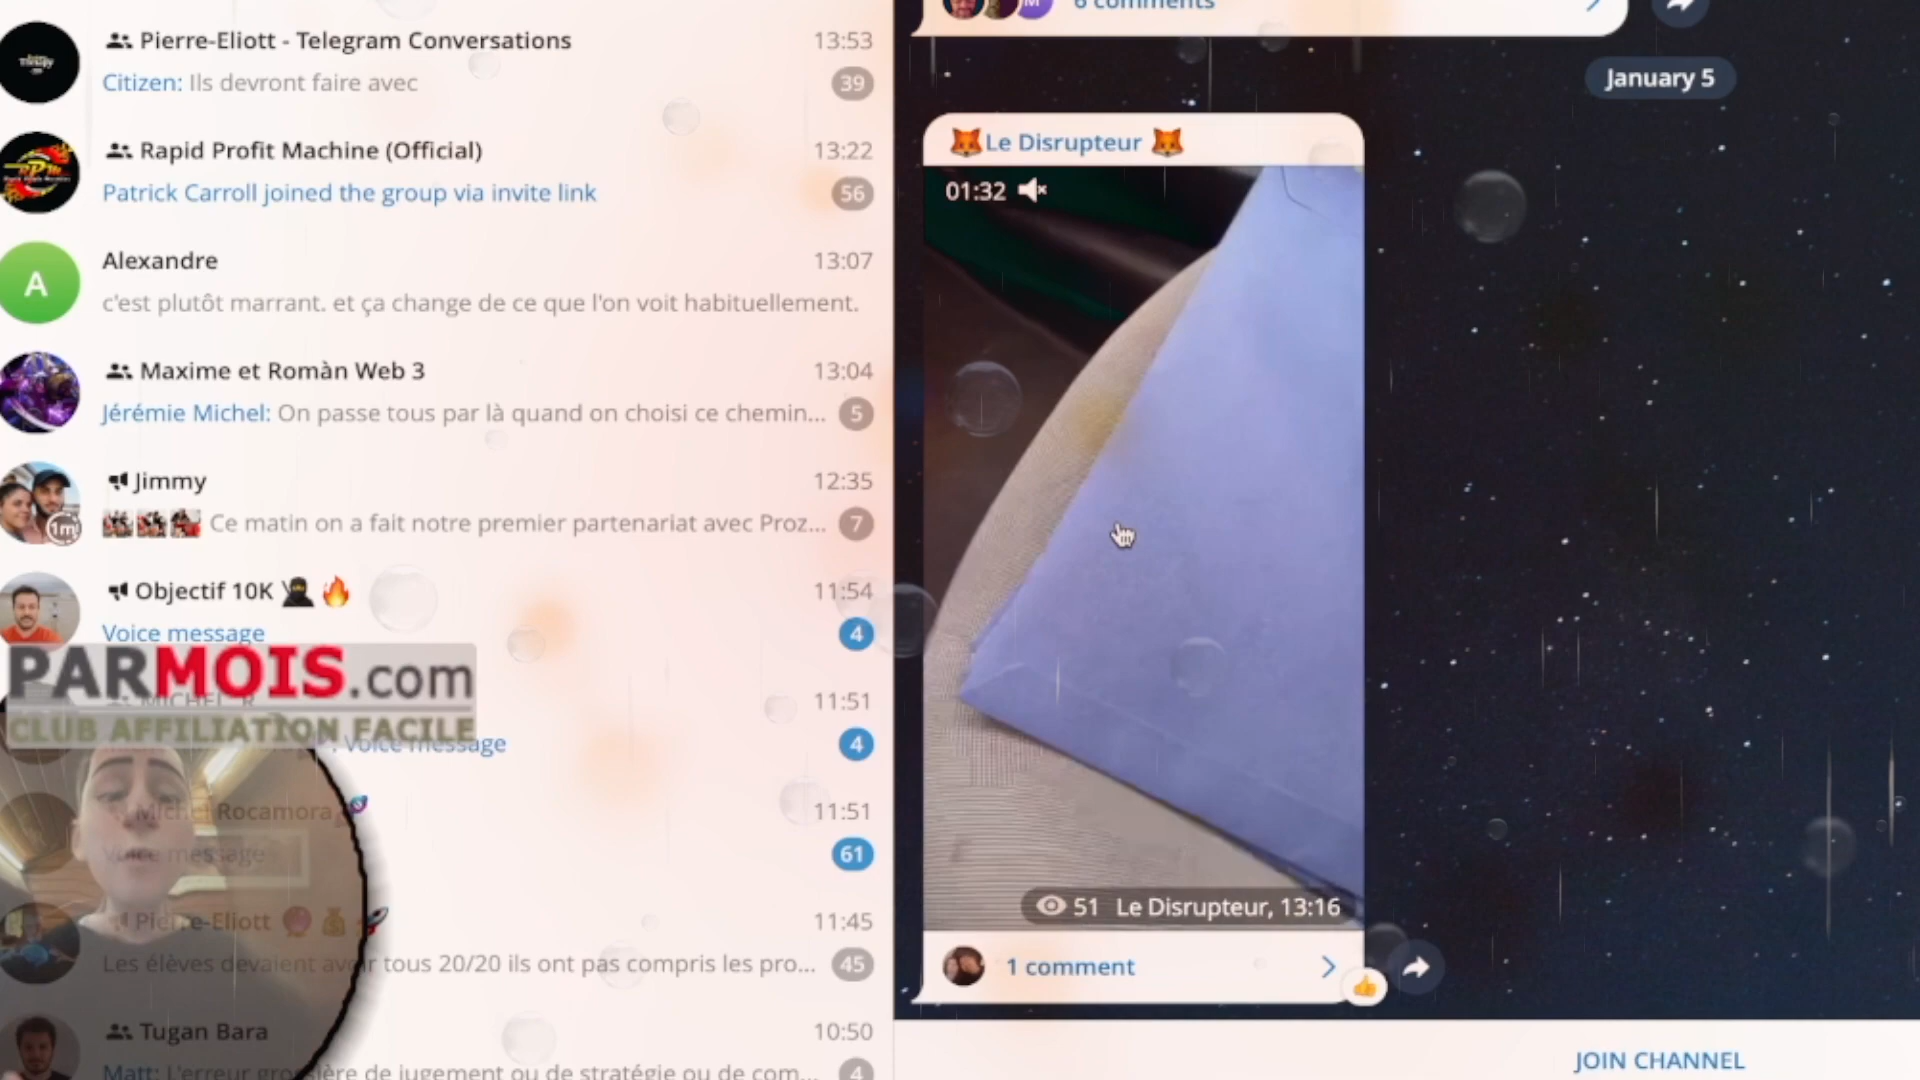 Pierre-Eliott - Telegram Conversations 13:53
Citizen: Ils devront faire avec 39
Rapid Profit Machine (Official) 13:22
Patrick Carroll joined the group via invite link 56
A
Alexandre 13:07
c'est plutôt marrant. et ça change de ce que l'on voit habituellement.
Maxime et Romàn Web 3 13:04
Jérémie Michel: On passe tous par là quand on choisi ce chemin... 5
Jimmy 12:35
1m
Ce matin on a fait notre premier partenariat avec Proz... 7
Objectif 10K 11:54
Voice message 4
PARMOIS.com
MICHEL R 11:51
CLUB AFFILIATION FACILE
Voice message 4
Michel Rocamora 11:51
Voice message 61
Pierre-Eliott 11:45
Les élèves devaient avoir tous 20/20 ils ont pas compris les pro... 45
Tugan Bara 10:50
Matt: L'erreur grossière de jugement ou de stratégie ou de com... 4
M
6 comments
January 5
Le Disrupteur
01:32
51 Le Disrupteur, 13:16
1 comment
JOIN CHANNEL